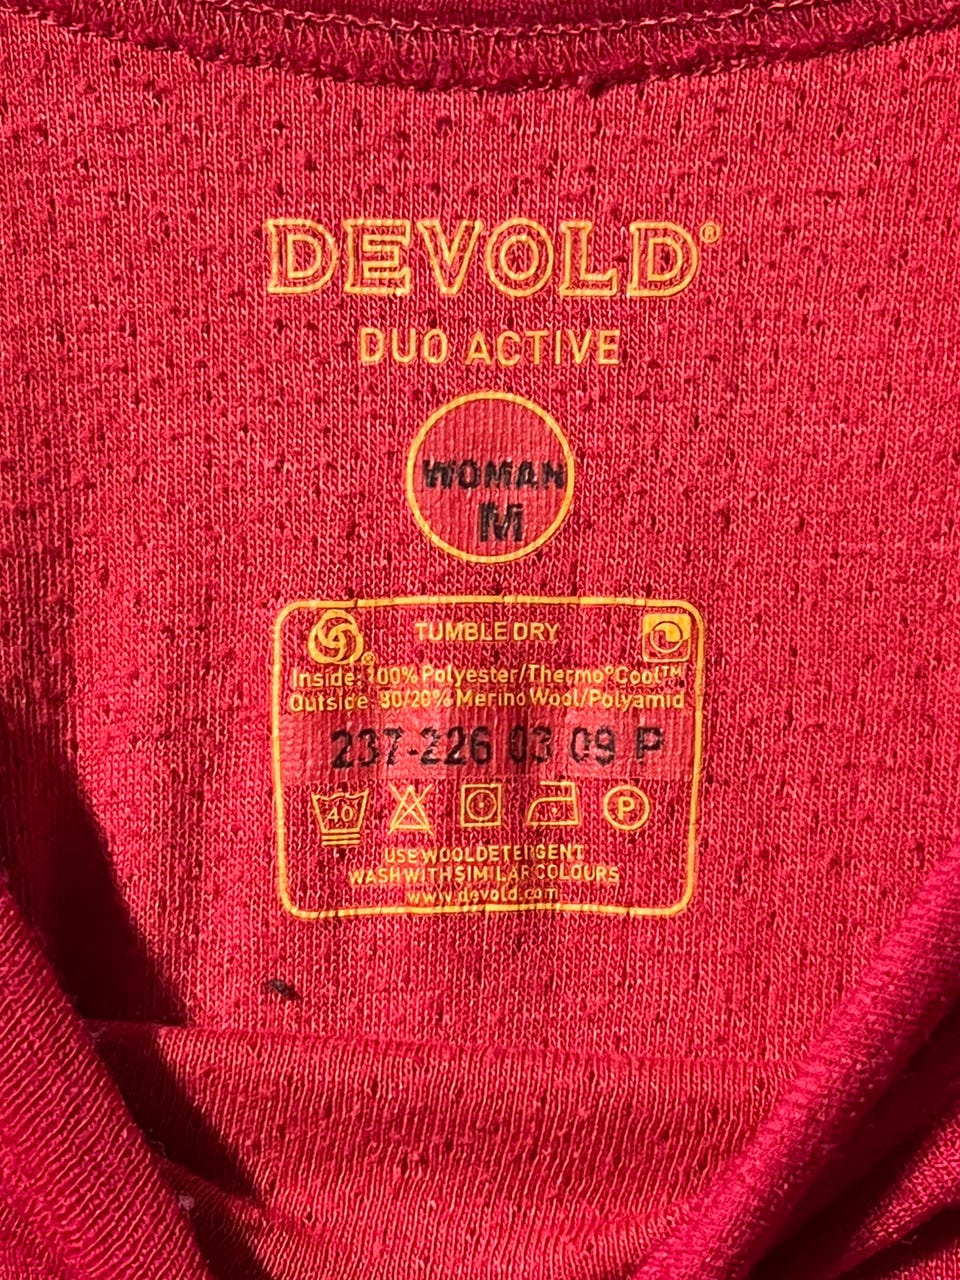 DEVOLD®
DUO ACTIVE
WOMAN
M
TUMBLE DRY
Inside: 100% Polyester/Thermo°Cool™
Outside 80/20% Merino Wool/Polyamid
237-226 03 09 P
40 P
USE WOOLDETERGENT
WASH WITH SIMILAR COLOURS
www.devold.com